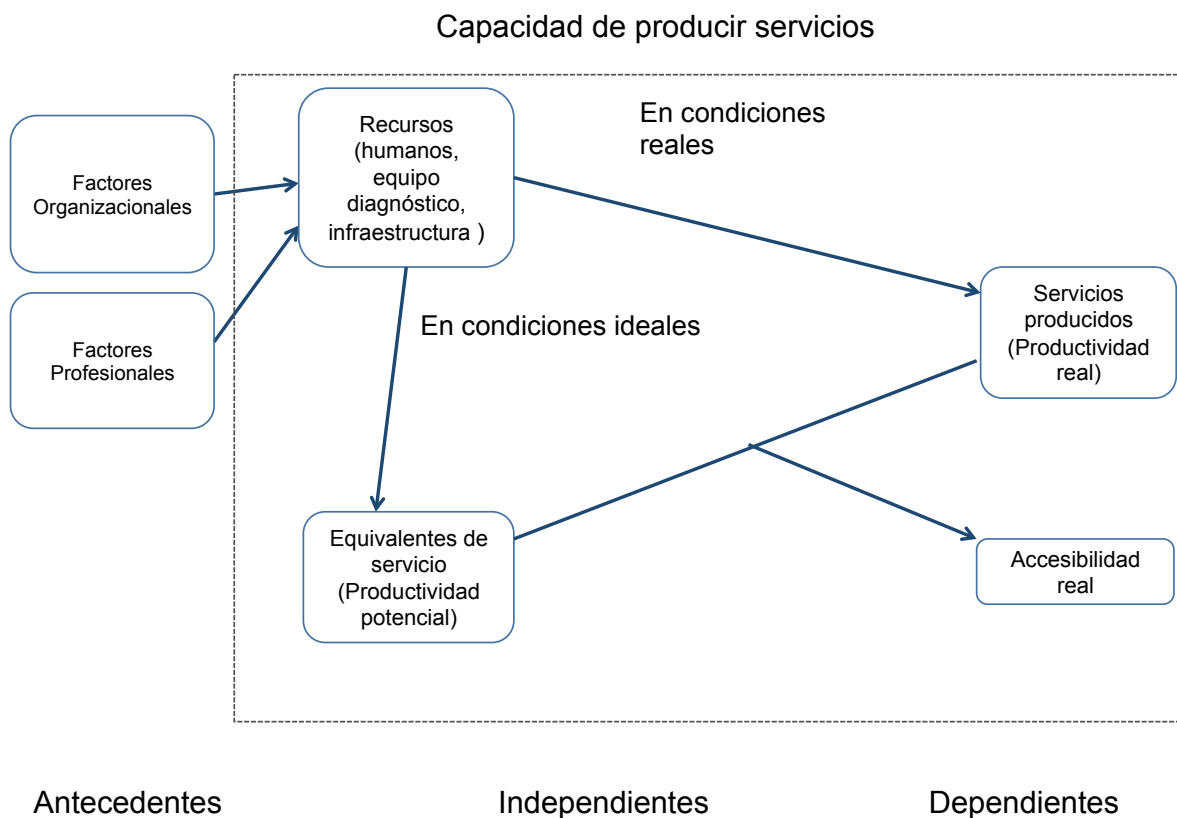 Capacidad de producir servicios
Factores
Organizacionales
Factores
Profesionales
Recursos
(humanos,
equipo
diagnóstico,
infraestructura )
En condiciones
reales
En condiciones ideales
Servicios
producidos
(Productividad
real)
Equivalentes de
servicio
(Productividad
potencial)
Accesibilidad
real
Antecedentes
Independientes
Dependientes